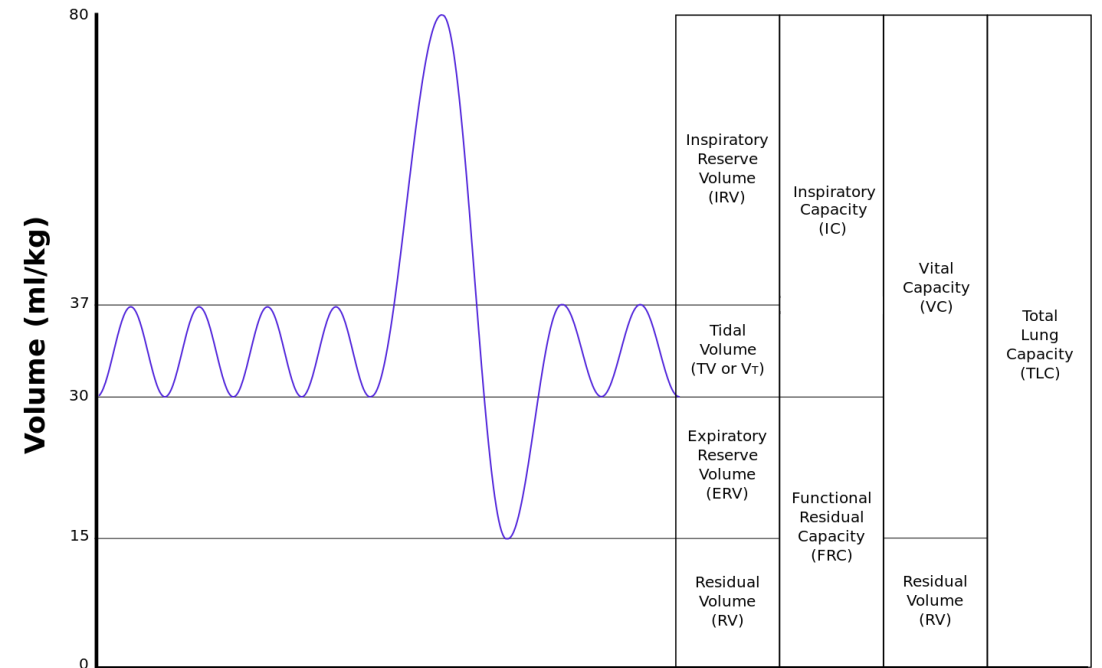 80
37
30
15
0
Volume (ml/kg)
Inspiratory
Reserve
Volume
(IRV)
Tidal
Volume
(TV or VT)
Expiratory
Reserve
Volume
(ERV)
Residual
Volume
(RV)
Inspiratory
Capacity
(IC)
Functional
Residual
Capacity
(FRC)
Vital
Capacity
(VC)
Residual
Volume
(RV)
Total
Lung
Capacity
(TLC)